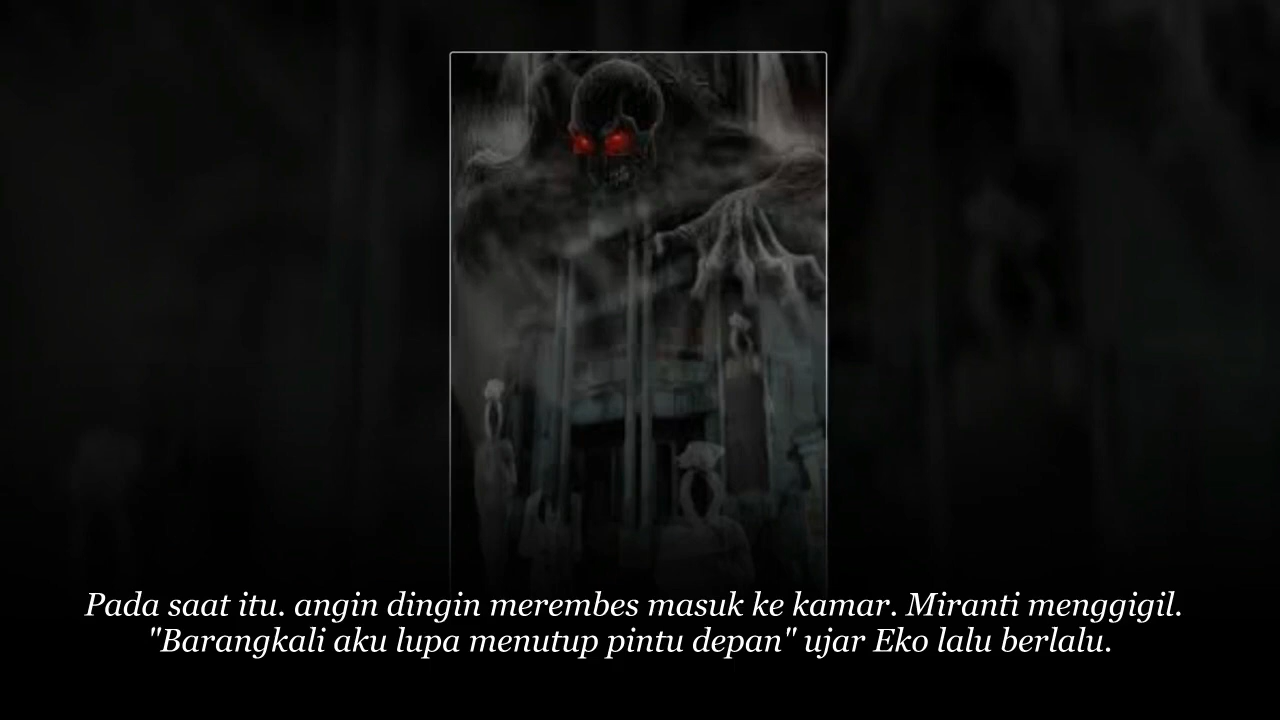 Pada saat itu. angin dingin merembes masuk ke kamar. Miranti menggigil.
"Barangkali aku lupa menutup pintu depan" ujar Eko lalu berlalu.